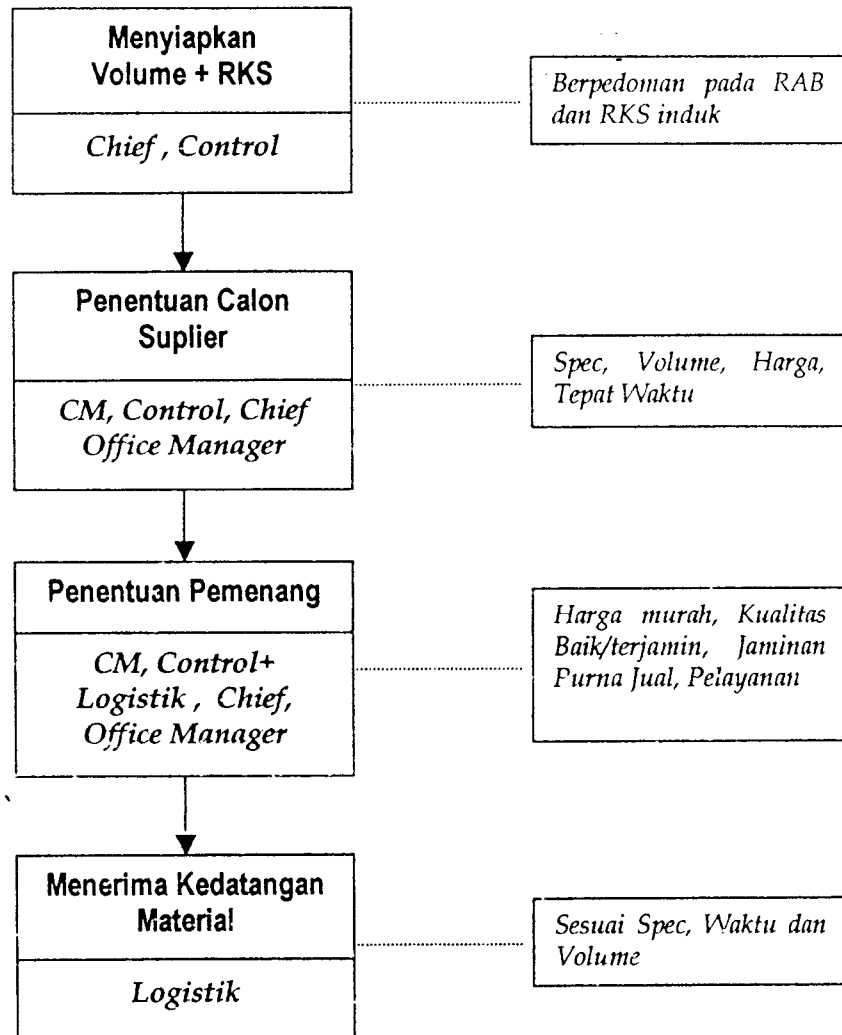 Menyiapkan
Volume + RKS
Chief , Control
Berpedoman pada RAB
dan RKS induk
Penentuan Calon
Suplier
CM, Control, Chief
Office Manager
Spec, Volume, Harga,
Tepat Waktu
Penentuan Pemenang
CM, Control+
Logistik , Chief,
Office Manager
Harga murah, Kualitas
Baik/terjamin, Jaminan
Purna Jual, Pelayanan
Menerima Kedatangan
Material
Logistik
Sesuai Spec, Waktu dan
Volume